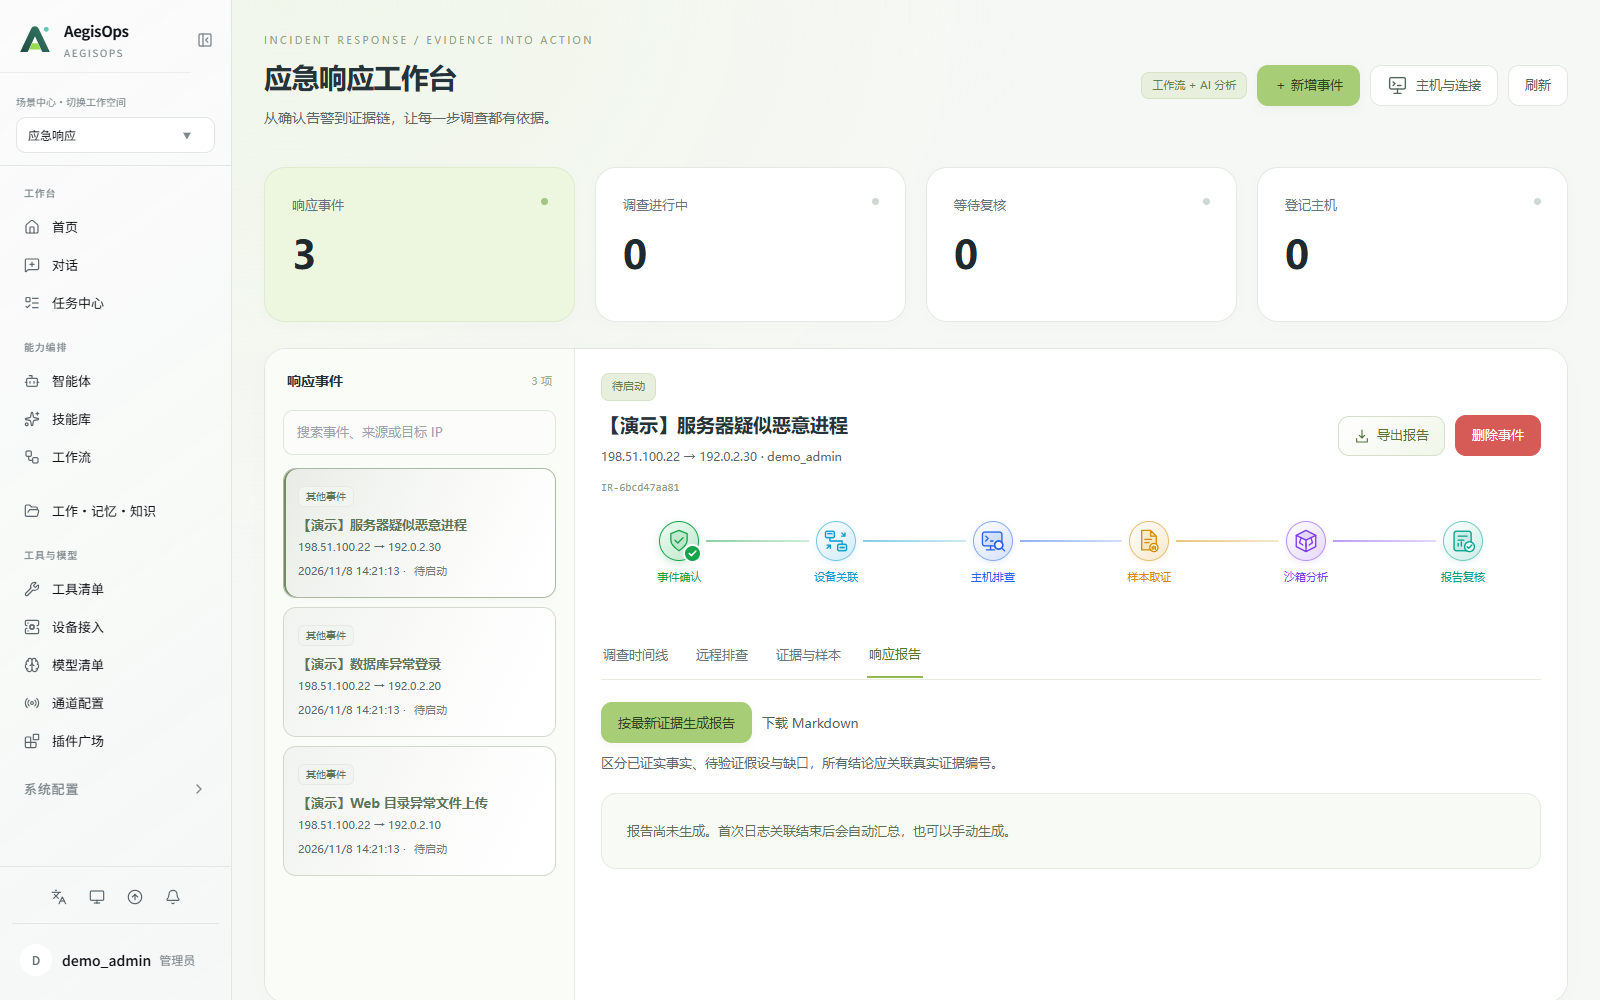 AegisOps
AEGISOPS
场景中心・切换工作空间
应急响应
工作台
首页
对话
任务中心
能力编排
智能体
技能库
工作流
工作・记忆・知识
工具与模型
工具清单
设备接入
模型清单
通道配置
插件广场
系统配置
D demo_admin 管理员
INCIDENT RESPONSE / EVIDENCE INTO ACTION
应急响应工作台
从确认告警到证据链，让每一步调查都有依据。
工作流 + AI 分析
+ 新增事件
主机与连接
刷新
响应事件
3
调查进行中
0
等待复核
0
登记主机
0
响应事件 3 项
搜索事件、来源或目标 IP
其他事件
【演示】服务器疑似恶意进程
198.51.100.22 → 192.0.2.30
2026/11/8 14:21:13 · 待启动
其他事件
【演示】数据库异常登录
198.51.100.22 → 192.0.2.20
2026/11/8 14:21:13 · 待启动
其他事件
【演示】Web 目录异常文件上传
198.51.100.22 → 192.0.2.10
2026/11/8 14:21:13 · 待启动
待启动
【演示】服务器疑似恶意进程
198.51.100.22 → 192.0.2.30 · demo_admin
IR-6bcd47aa81
导出报告
删除事件
事件确认
设备关联
主机排查
样本取证
沙箱分析
报告复核
调查时间线
远程排查
证据与样本
响应报告
按最新证据生成报告
下载 Markdown
区分已证实事实、待验证假设与缺口，所有结论应关联真实证据编号。
报告尚未生成。首次日志关联结束后会自动汇总，也可以手动生成。